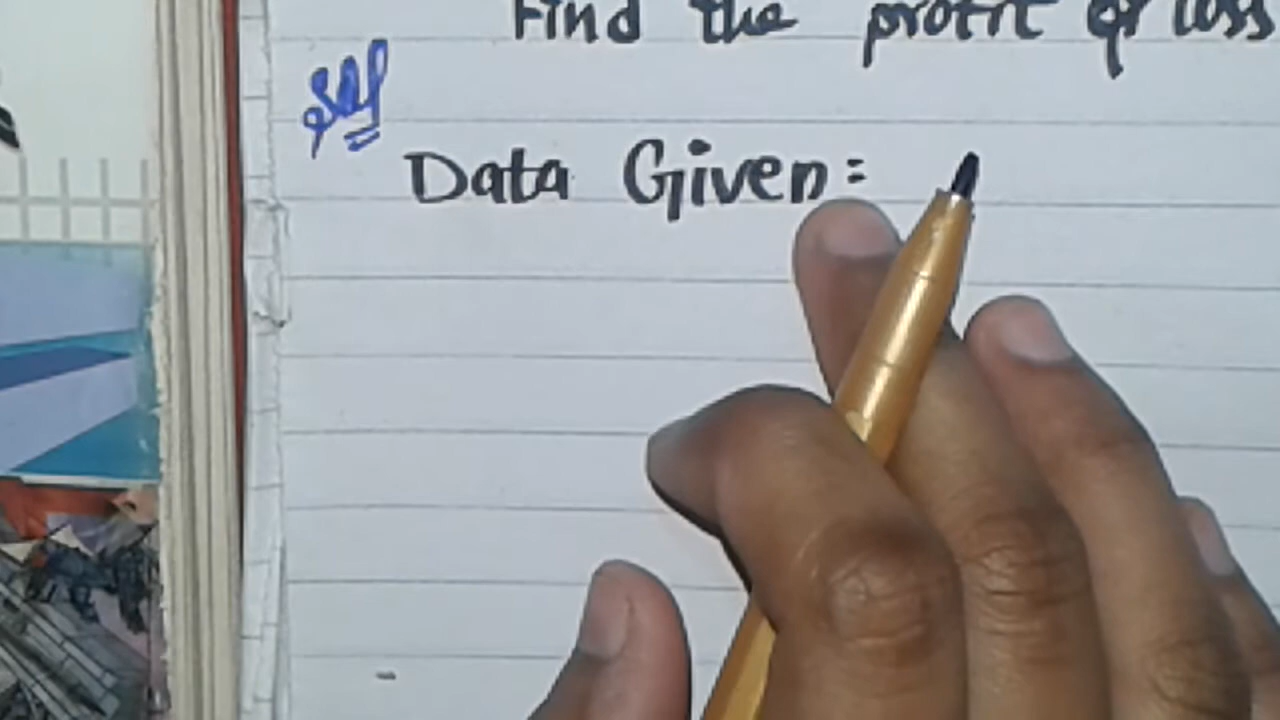 Find the profit or loss
Sol
Data Given: